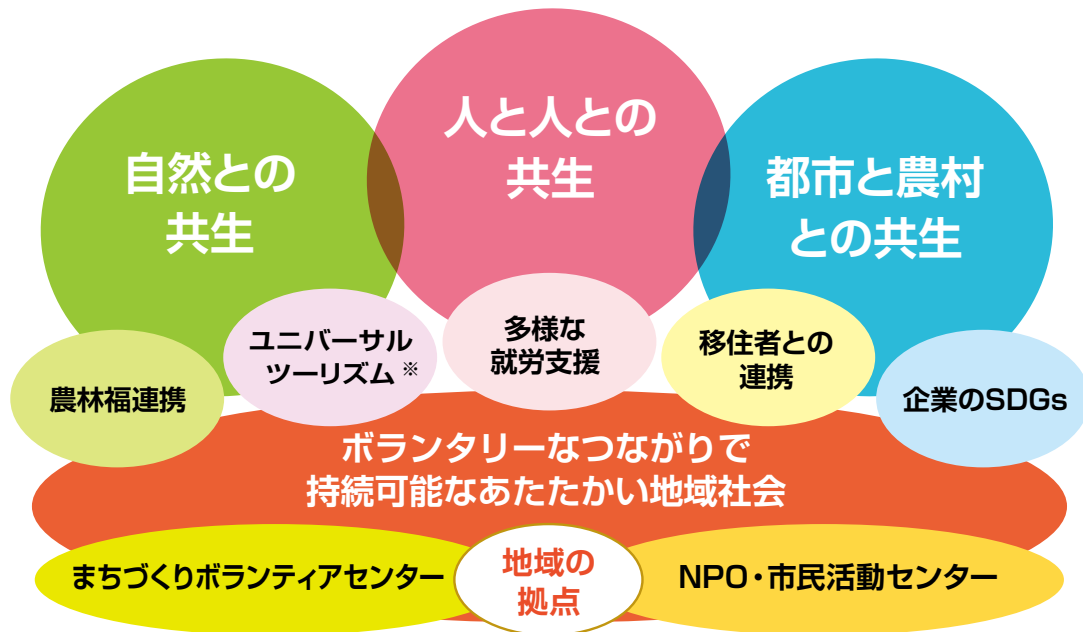 人と人との
共生
自然との
共生
都市と農村
との共生
農林福連携
ユニバーサル
ツーリズム※
多様な
就労支援
移住者との
連携
企業のSDGs
ボランタリーなつながりで
持続可能なあたたかい地域社会
まちづくりボランティアセンター
地域の
拠点
NPO・市民活動センター